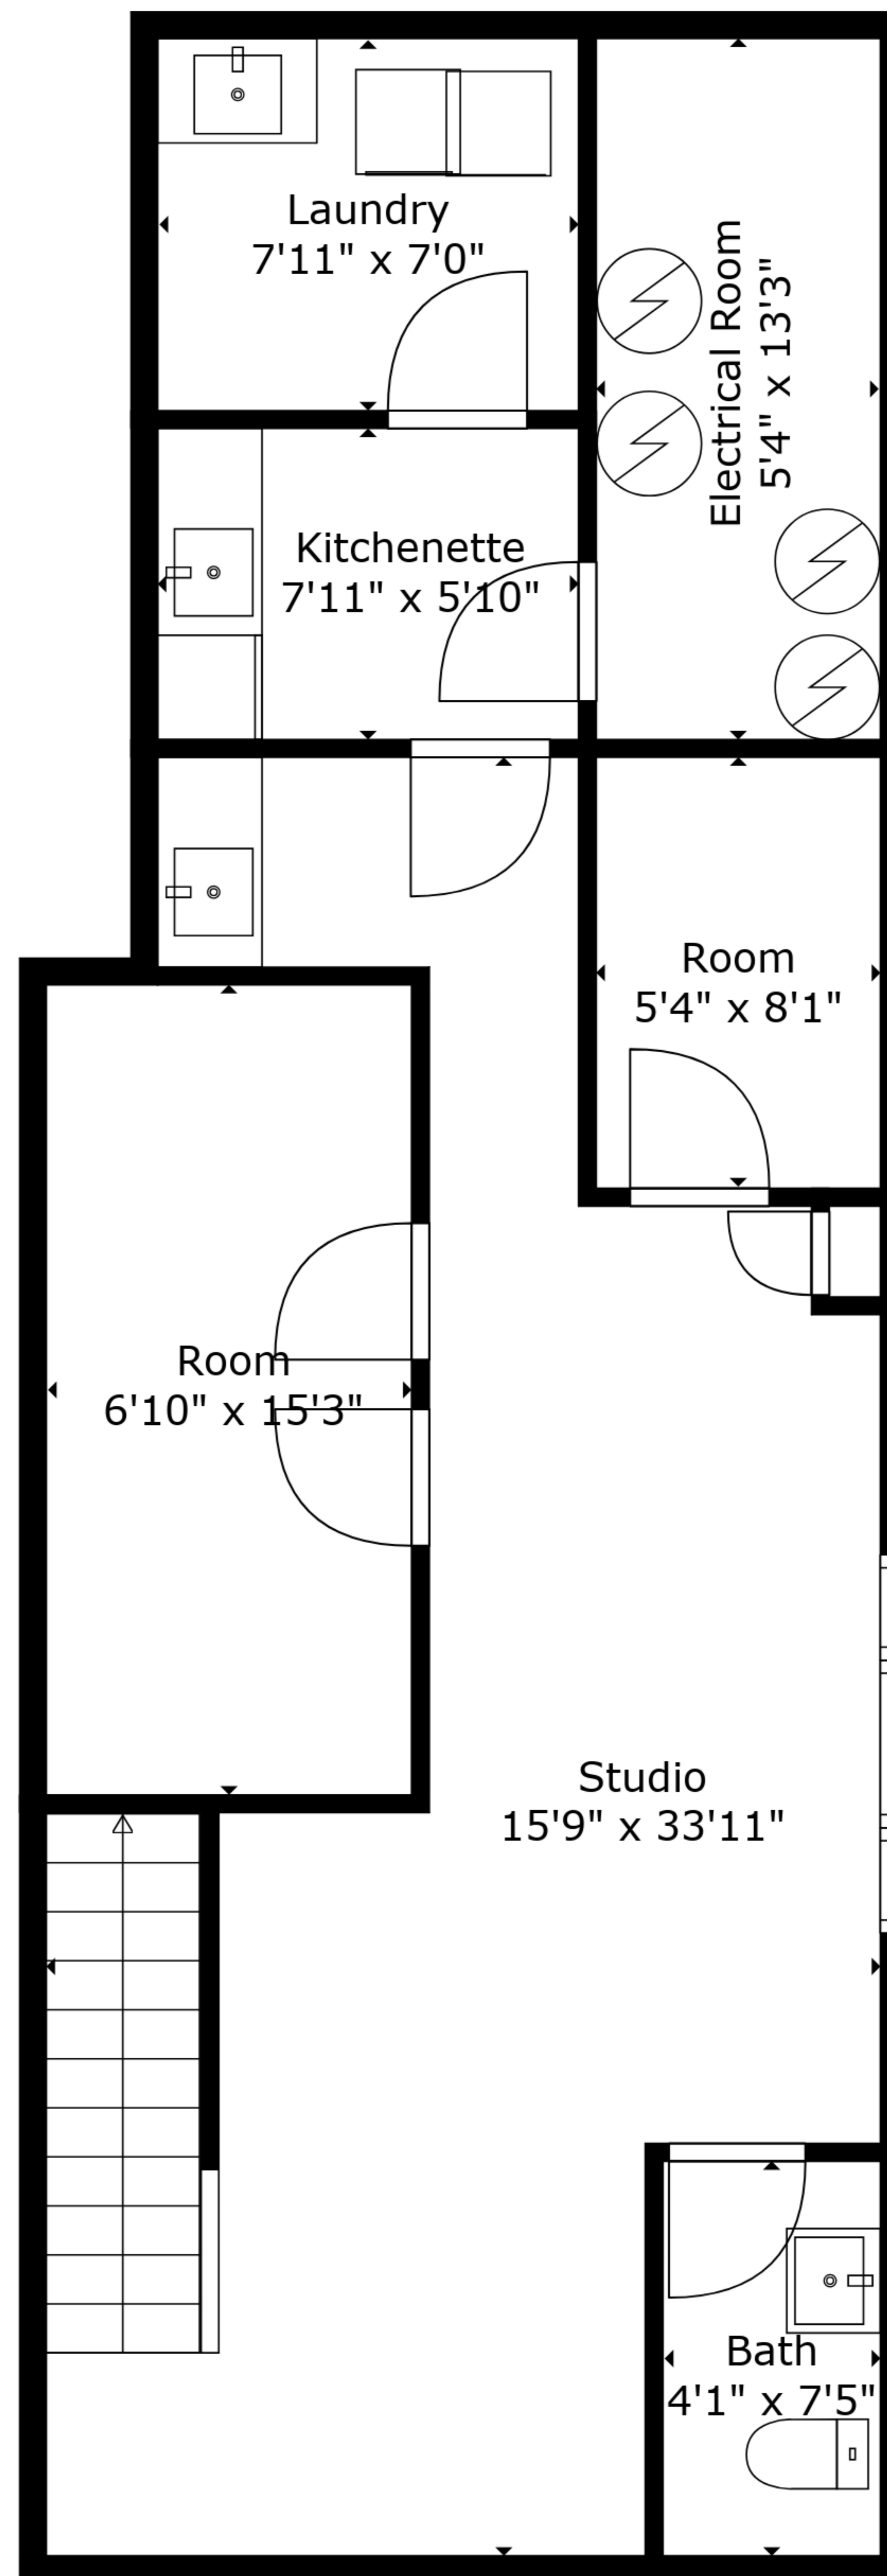 Laundry
7'11" x 7'0"
Electrical Room
5'4" x 13'3"
Kitchenette
7'11" x 5'10"
Room
5'4" x 8'1"
Room
6'10" x 15'3"
Studio
15'9" x 33'11"
Bath
4'1" x 7'5"